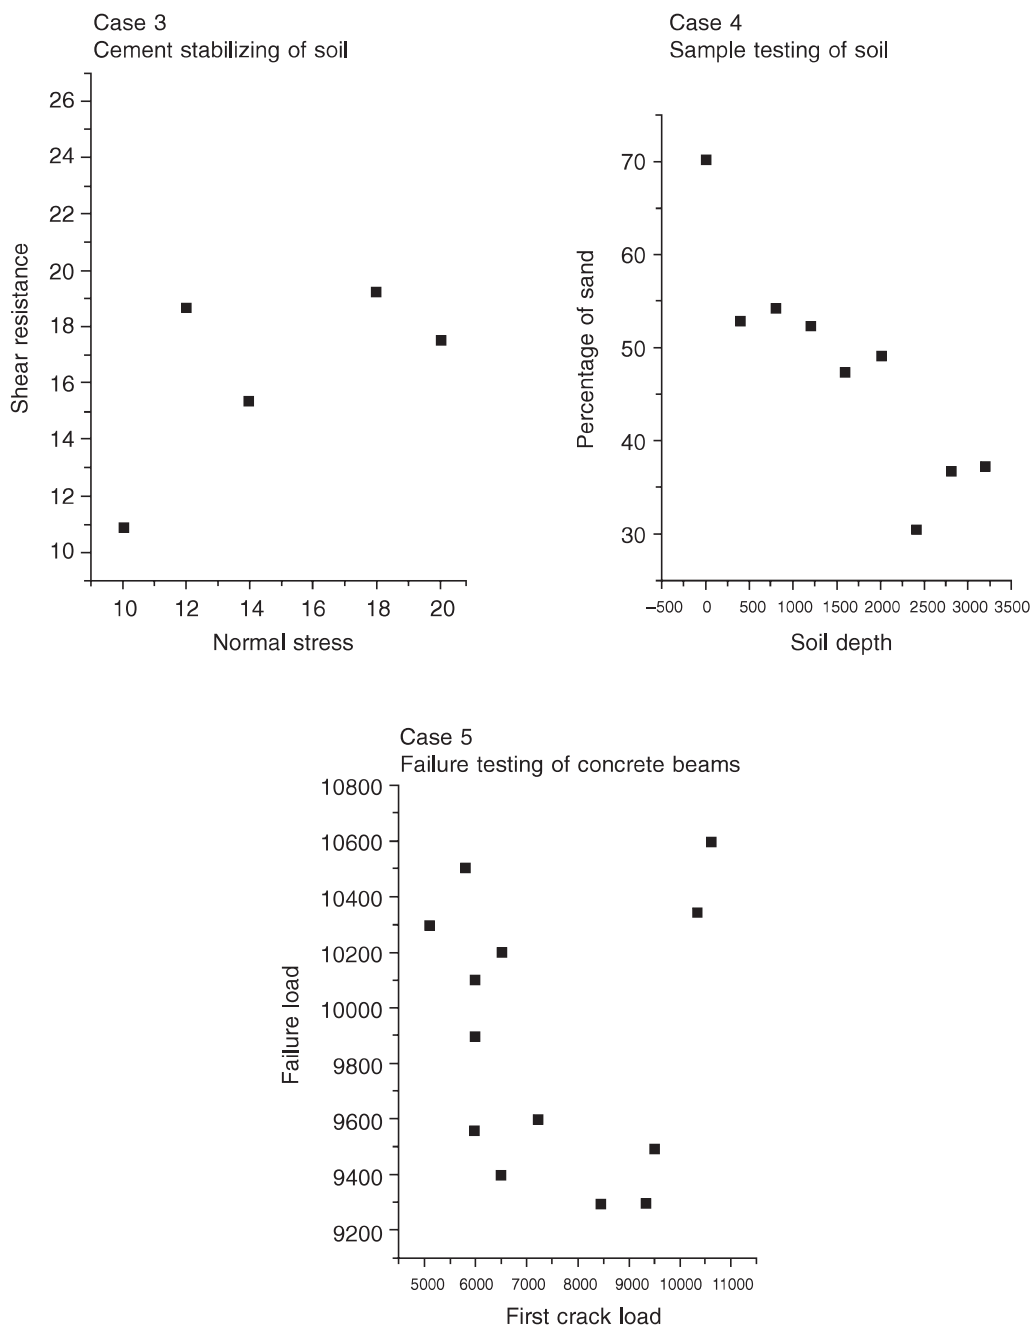 Case 3
Cement stabilizing of soil
26
24
22
20
18
16
14
12
10
Shear resistance
10 12 14 16 18 20
Normal stress
Case 4
Sample testing of soil
70
60
50
40
30
Percentage of sand
–500 0 500 1000 1500 2000 2500 3000 3500
Soil depth
Case 5
Failure testing of concrete beams
10800
10600
10400
10200
10000
9800
9600
9400
9200
Failure load
5000 6000 7000 8000 9000 10000 11000
First crack load